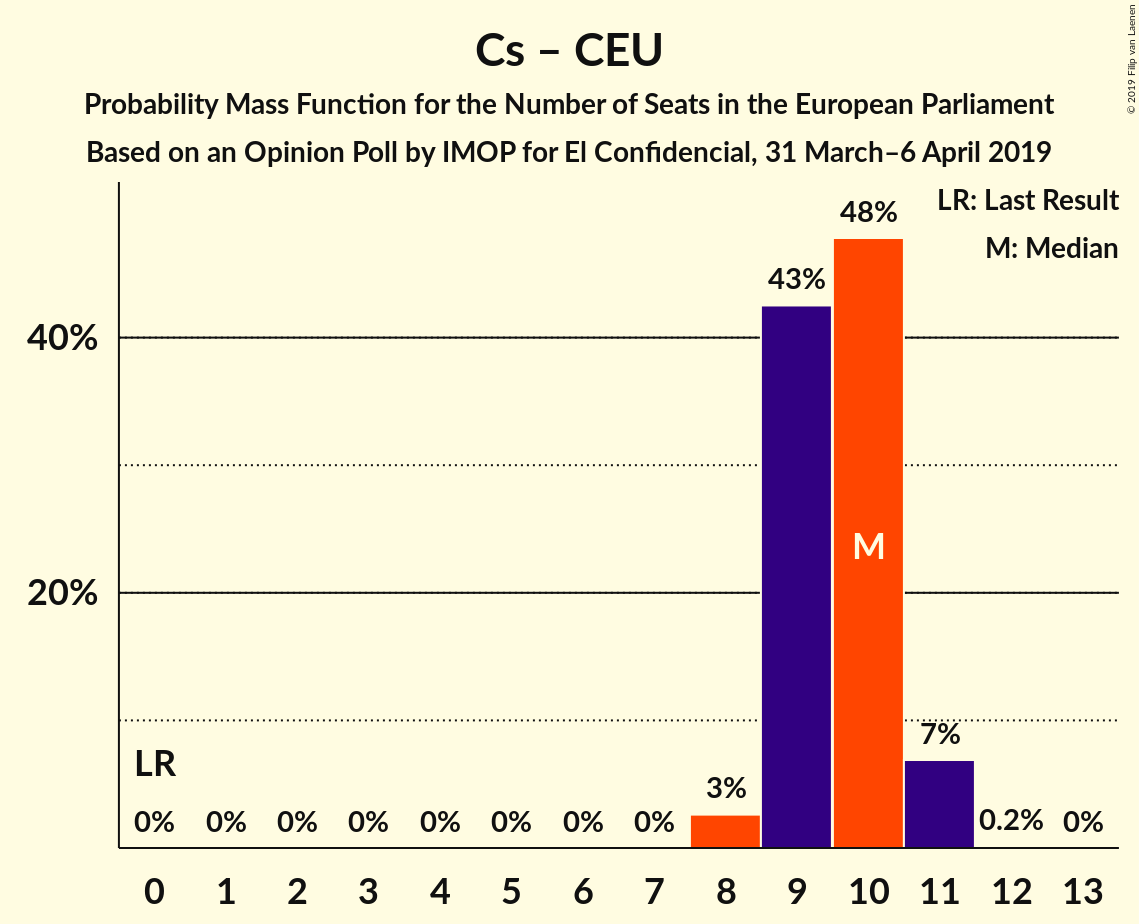 Cs – CEU
Probability Mass Function for the Number of Seats in the European Parliament
Based on an Opinion Poll by IMOP for El Confidencial, 31 March–6 April 2019
© 2019 Filip van Laenen
LR: Last Result
M: Median
48%
43%
40%
M
20%
7%
LR
3%
0% 0% 0% 0% 0% 0% 0% 0% 0.2% 0%
0 1 2 3 4 5 6 7 8 9 10 11 12 13